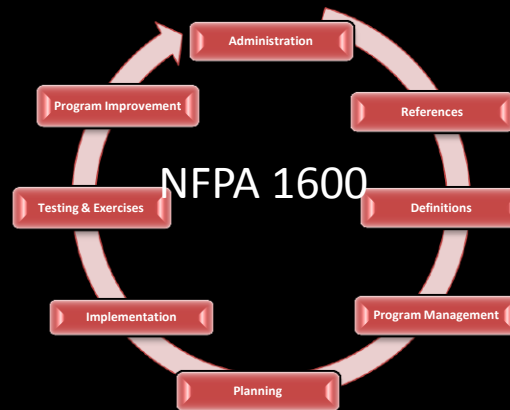 Administration
References
Definitions
Program Management
Planning
Implementation
Testing & Exercises
Program Improvement
NFPA 1600